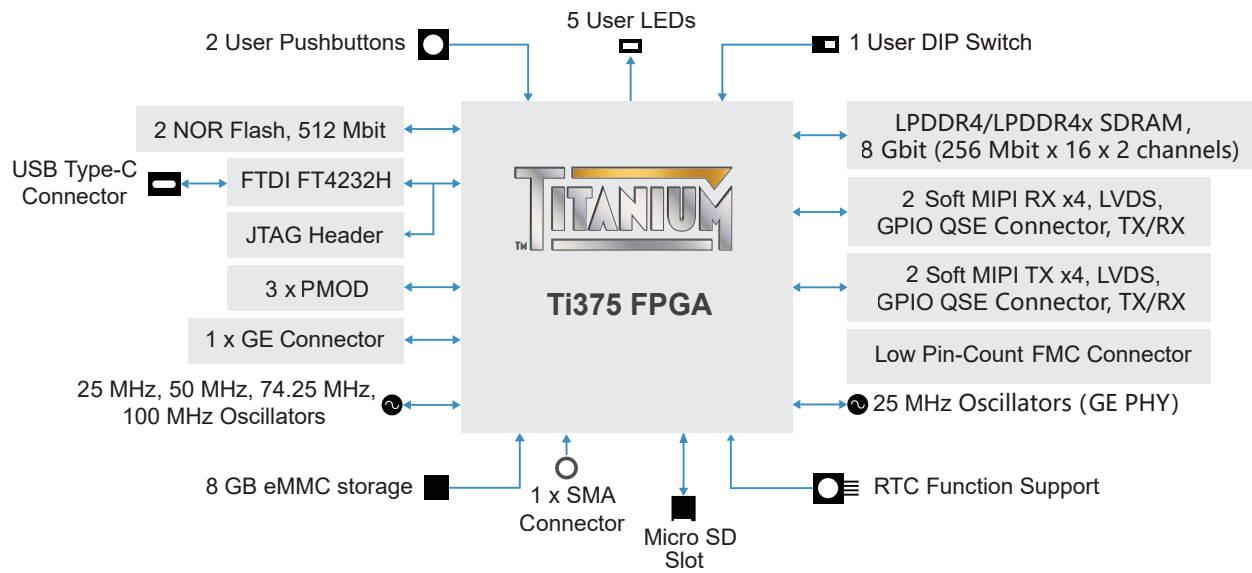 5 User LEDs
2 User Pushbuttons
1 User DIP Switch
2 NOR Flash, 512 Mbit
USB Type-C
Connector
FTDI FT4232H
JTAG Header
3 x PMOD
1 x GE Connector
25 MHz, 50 MHz, 74.25 MHz,
100 MHz Oscillators
TITANIUM
TM
Ti375 FPGA
LPDDR4/LPDDR4x SDRAM,
8 Gbit (256 Mbit x 16 x 2 channels)
2 Soft MIPI RX x4, LVDS,
GPIO QSE Connector, TX/RX
2 Soft MIPI TX x4, LVDS,
GPIO QSE Connector, TX/RX
Low Pin-Count FMC Connector
25 MHz Oscillators (GE PHY)
8 GB eMMC storage
1 x SMA
Connector
Micro SD
Slot
RTC Function Support